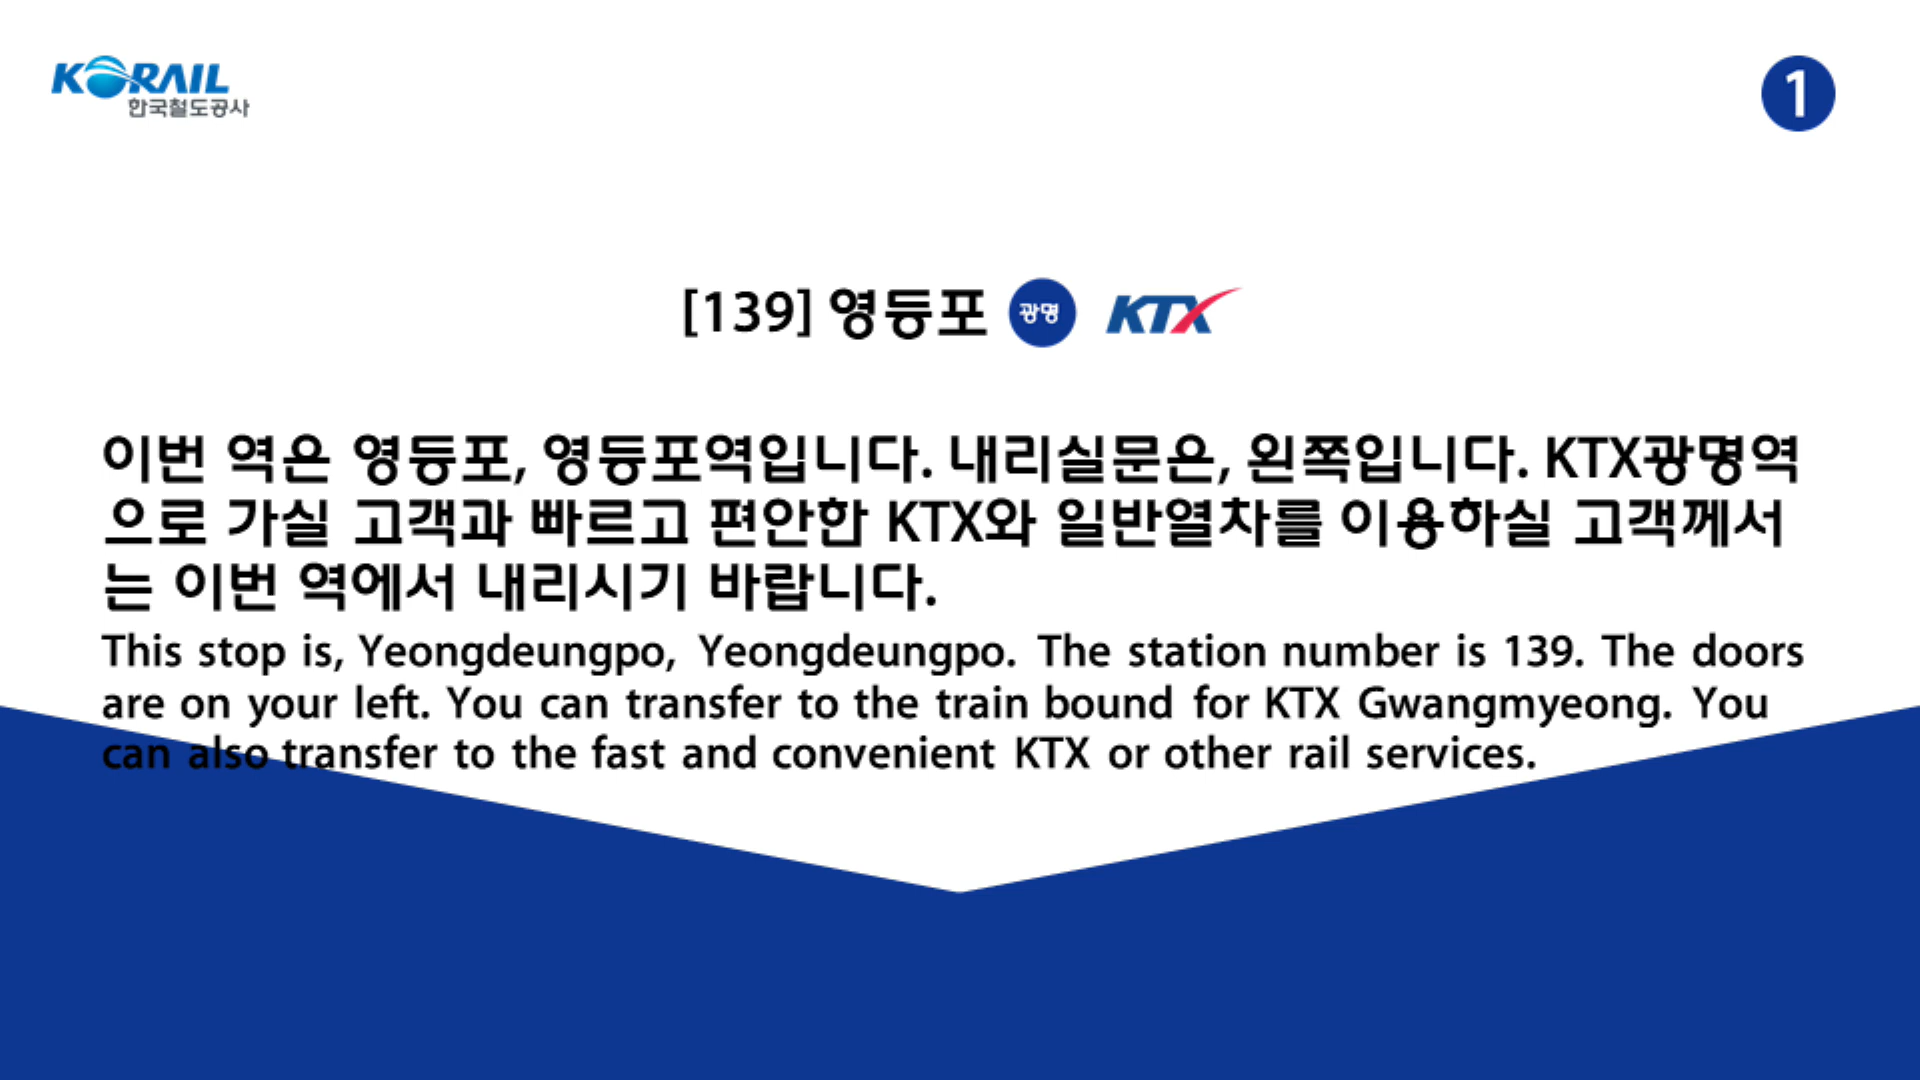 KORAIL
한국철도공사
1
[139] 영등포 광명 KTX
이번 역은 영등포, 영등포역입니다. 내리실문은, 왼쪽입니다. KTX광명역
으로 가실 고객과 빠르고 편안한 KTX와 일반열차를 이용하실 고객께서
는 이번 역에서 내리시기 바랍니다.
This stop is, Yeongdeungpo, Yeongdeungpo. The station number is 139. The doors
are on your left. You can transfer to the train bound for KTX Gwangmyeong. You
can also transfer to the fast and convenient KTX or other rail services.